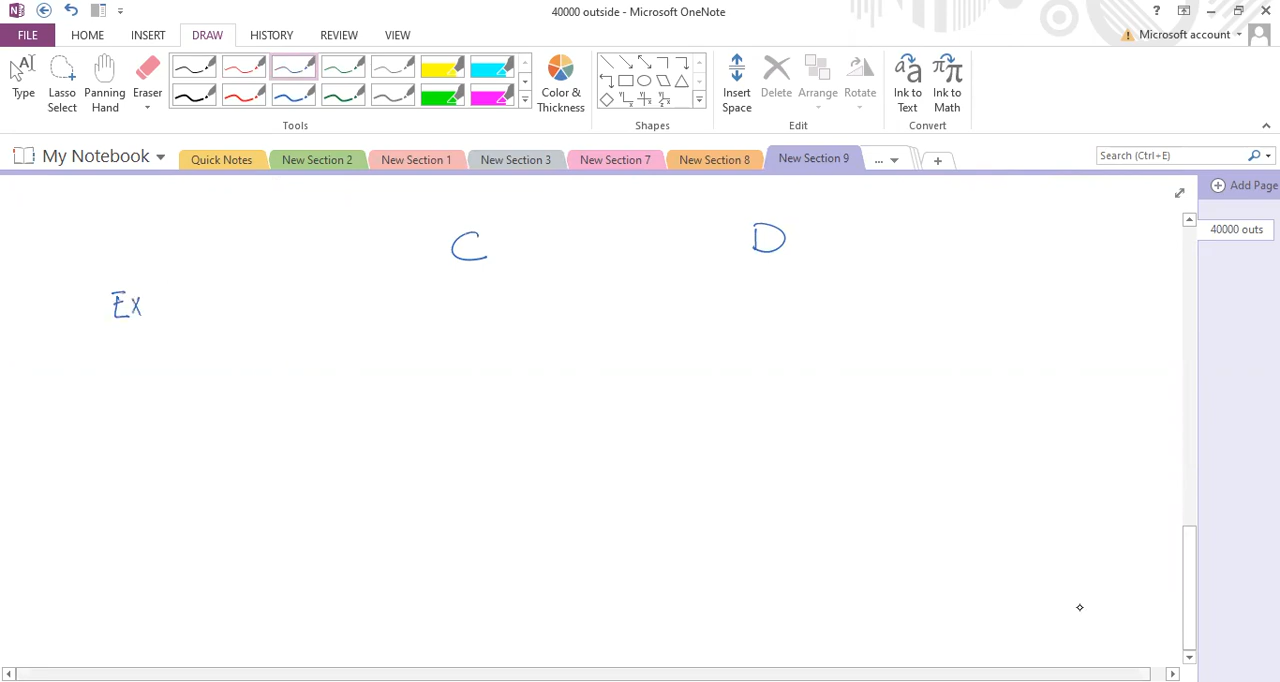 40000 outside - Microsoft OneNote
?
FILE HOME INSERT DRAW HISTORY REVIEW VIEW
Microsoft account
Type
Lasso Select
Panning Hand
Eraser
Color & Thickness
Insert Space
Delete
Arrange
Rotate
Ink to Text
Ink to Math
Tools Shapes Edit Convert
My Notebook Quick Notes New Section 2 New Section 1 New Section 3 New Section 7 New Section 8 New Section 9 ...
Search (Ctrl+E)
Add Page
40000 outs
C D
Ex